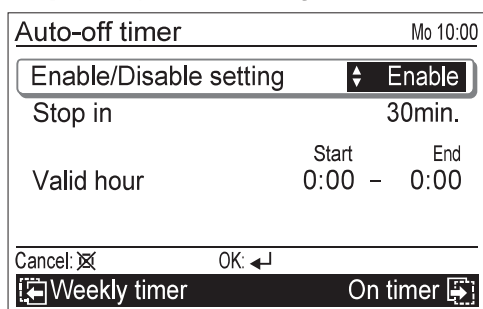 Auto-off timer Mo 10:00
Enable/Disable setting Enable
Stop in 30min.
Start End
Valid hour 0:00 – 0:00
Cancel: OK:
Weekly timer On timer